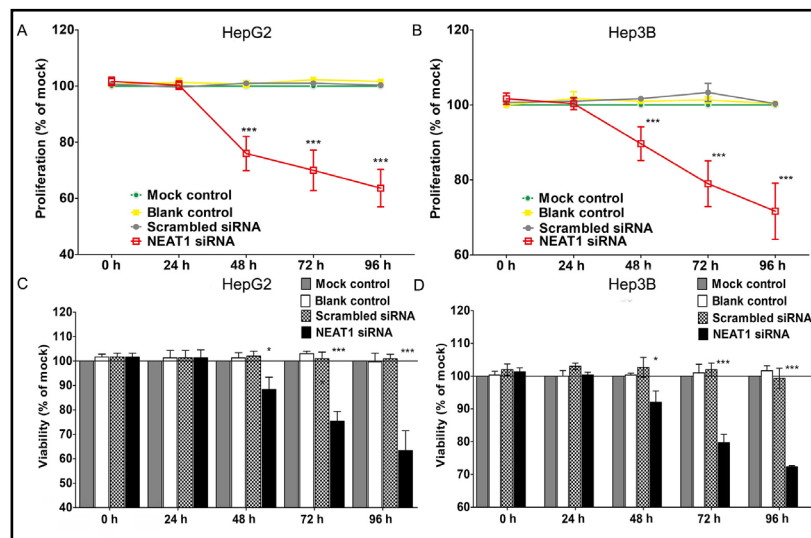 A
HepG2
Proliferation (% of mock)
120
100
80
60
40
***
***
***
Mock control
Blank control
Scrambled siRNA
NEAT1 siRNA
0 h
24 h
48 h
72 h
96 h
B
Hep3B
Proliferation (% of mock)
120
100
80
60
***
***
***
Mock control
Blank control
Scrambled siRNA
NEAT1 siRNA
0 h
24 h
48 h
72 h
96 h
C
HepG2
Mock control
Blank control
Scrambled siRNA
NEAT1 siRNA
Viability (% of mock)
120
110
100
90
80
70
60
50
40
*
***
***
*
0 h
24 h
48 h
72 h
96 h
D
Hep3B
Mock control
Blank control
Scrambled siRNA
NEAT1 siRNA
Viability (% of mock)
120
110
100
90
80
70
60
*
***
***
0 h
24 h
48 h
72 h
96 h